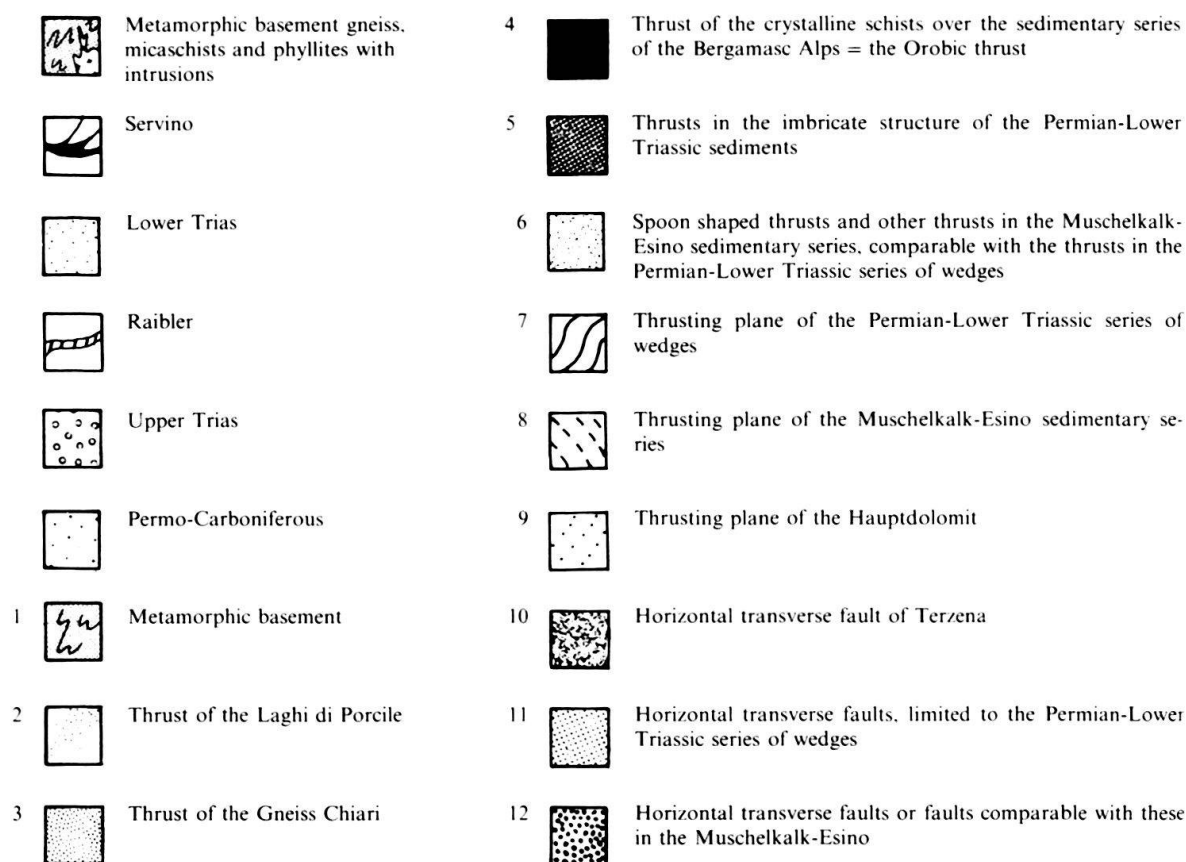 Metamorphic basement gneiss,
micaschists and phyllites with
intrusions
Servino
Lower Trias
Raibler
Upper Trias
Permo-Carboniferous
1 Metamorphic basement
2 Thrust of the Laghi di Porcile
3 Thrust of the Gneiss Chiari
4 Thrust of the crystalline schists over the sedimentary series
of the Bergamasc Alps = the Orobic thrust
5 Thrusts in the imbricate structure of the Permian-Lower
Triassic sediments
6 Spoon shaped thrusts and other thrusts in the Muschelkalk-
Esino sedimentary series, comparable with the thrusts in the
Permian-Lower Triassic series of wedges
7 Thrusting plane of the Permian-Lower Triassic series of
wedges
8 Thrusting plane of the Muschelkalk-Esino sedimentary se-
ries
9 Thrusting plane of the Hauptdolomit
10 Horizontal transverse fault of Terzena
11 Horizontal transverse faults, limited to the Permian-Lower
Triassic series of wedges
12 Horizontal transverse faults or faults comparable with these
in the Muschelkalk-Esino